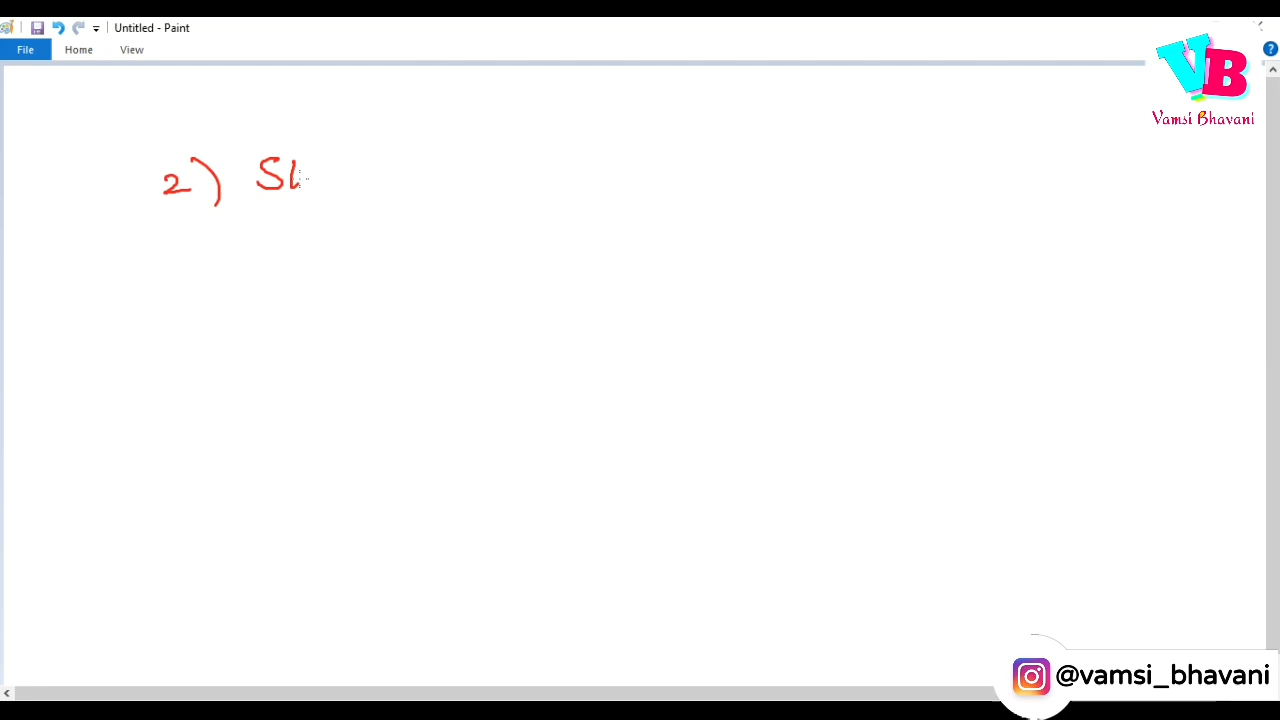 Untitled - Paint
File Home View
VB
Vamsi Bhavani
2)
@vamsi_bhavani